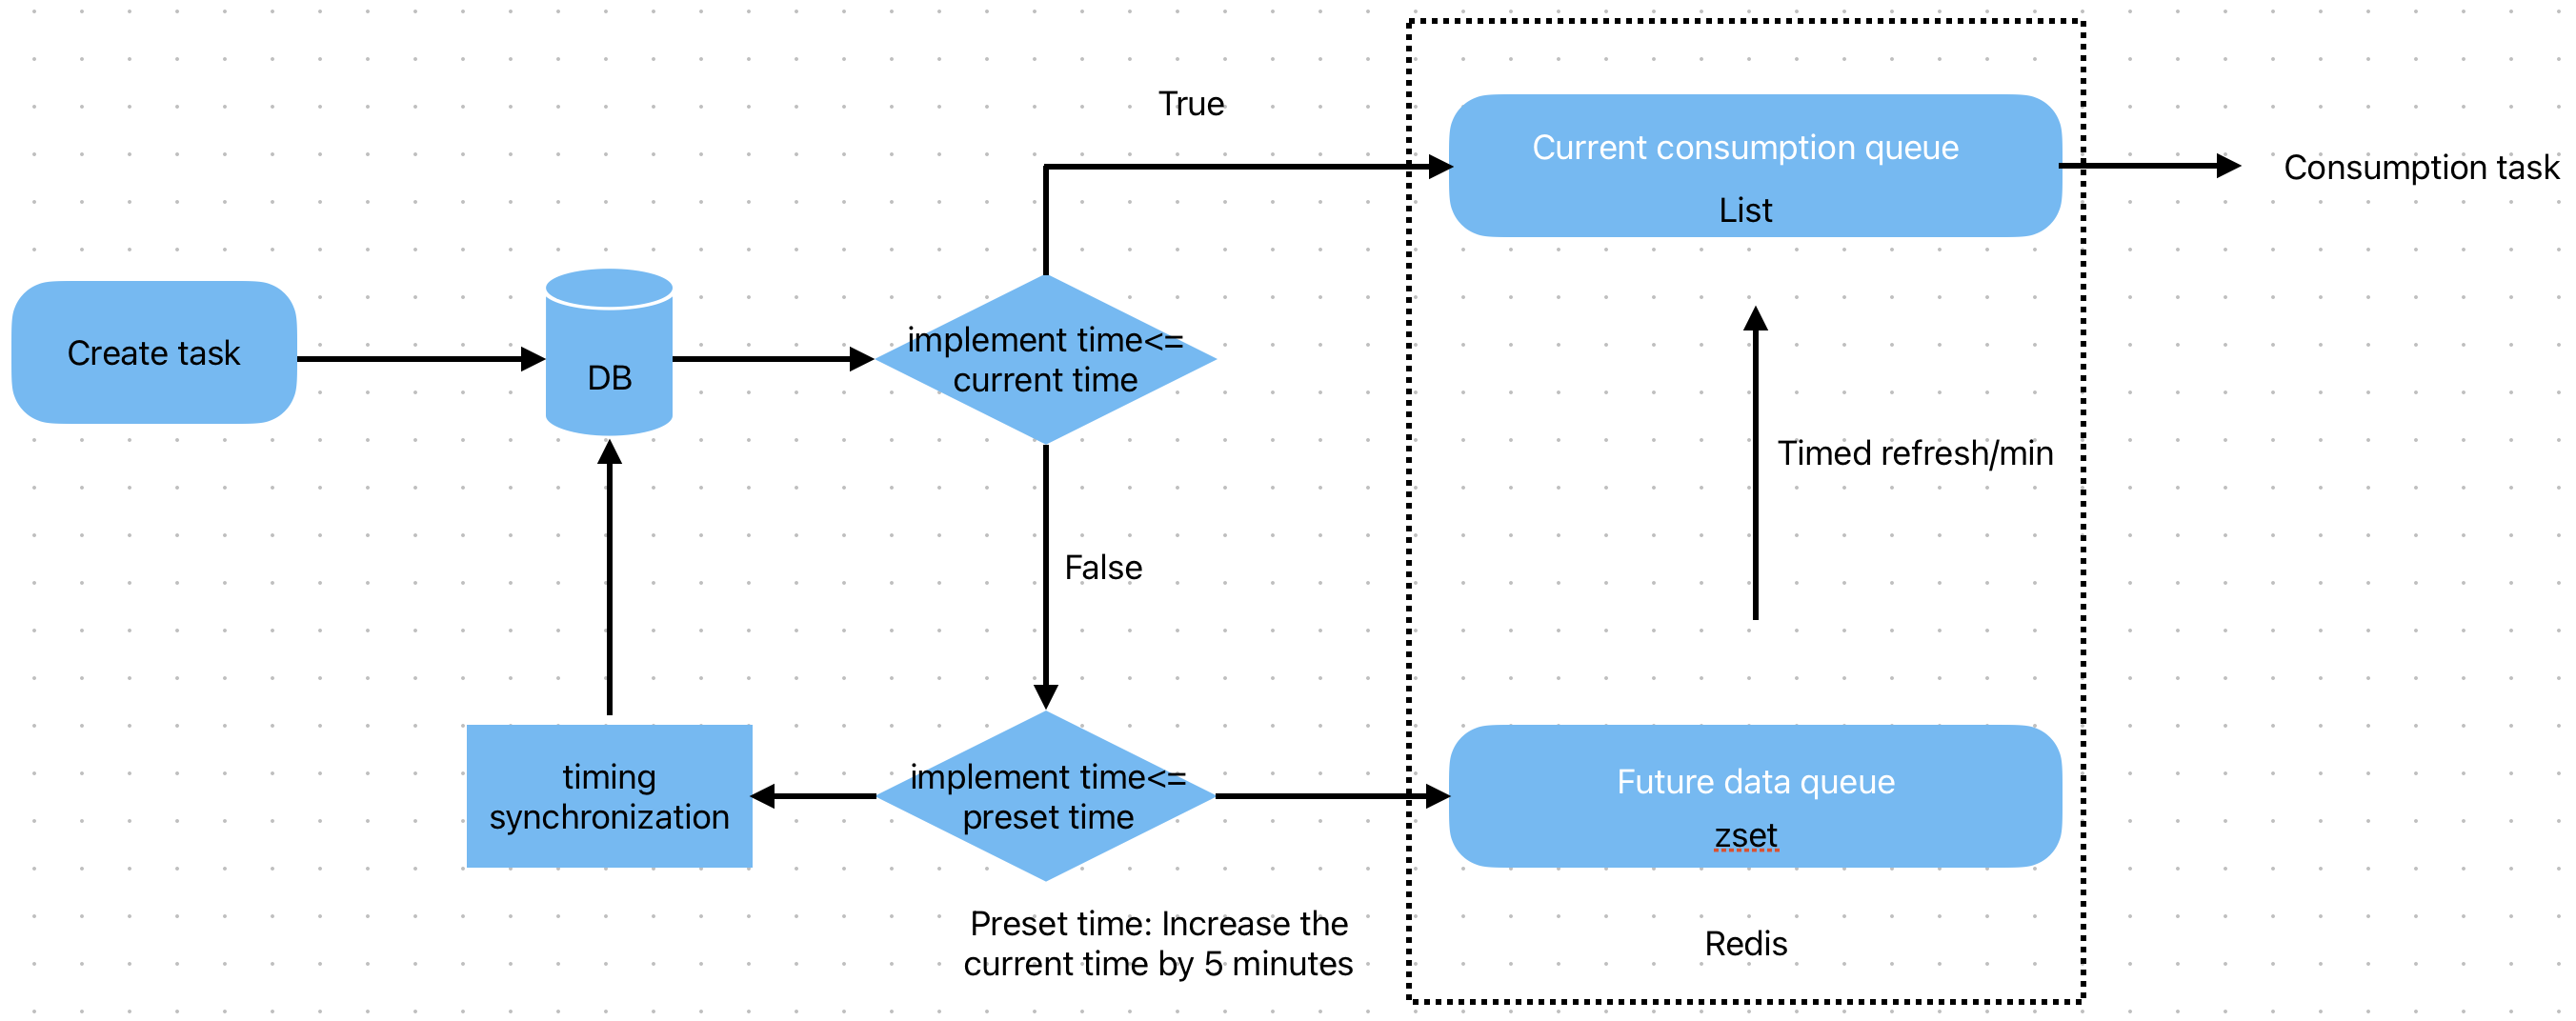 True
Current consumption queue
List
Consumption task
Create task
DB
implement time<=
current time
Timed refresh/min
False
timing
synchronization
implement time<=
preset time
Future data queue
zset
Preset time: Increase the
current time by 5 minutes
Redis